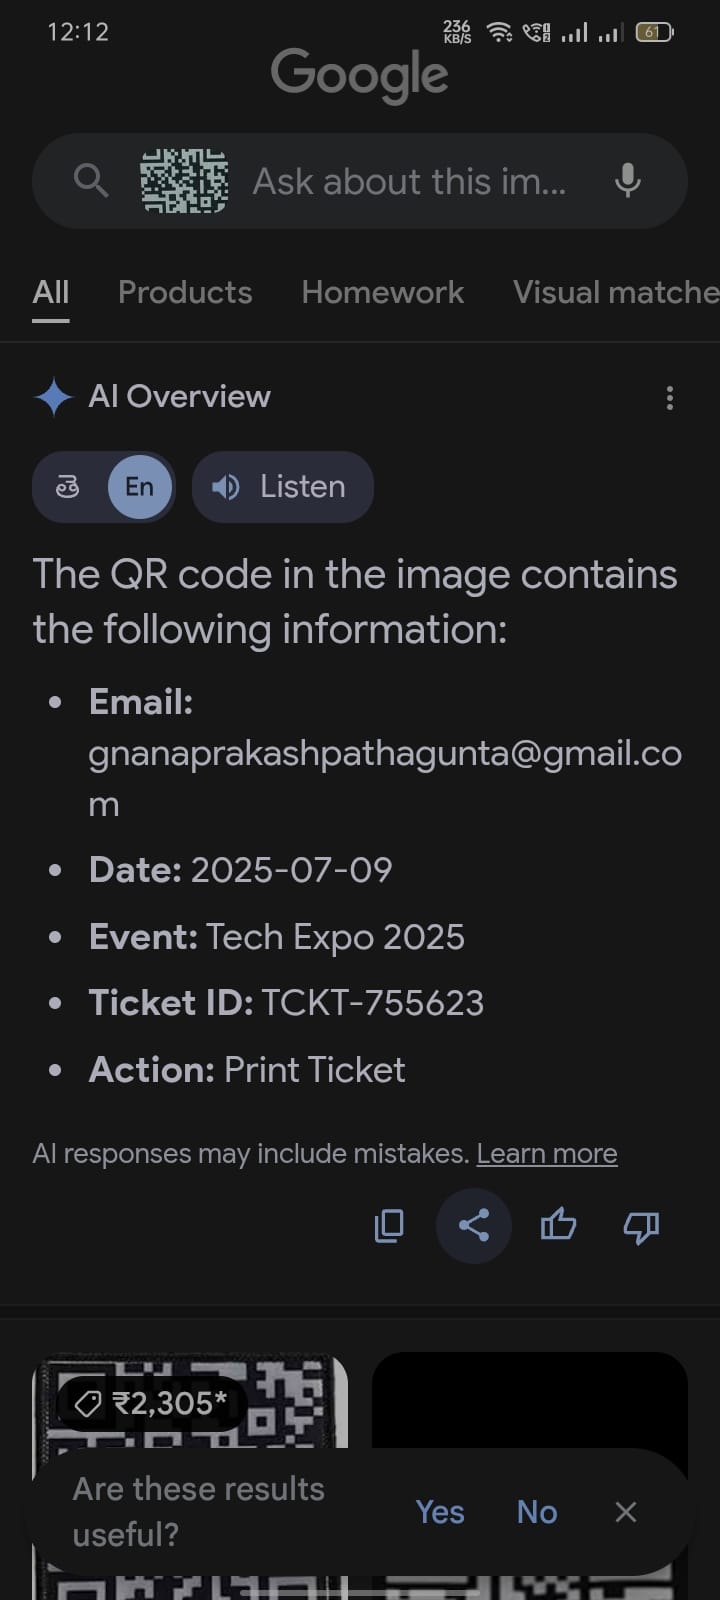 12:12
236
KB/S
61
Google
Ask about this im...
All Products Homework Visual matche
AI Overview
తె En Listen
The QR code in the image contains
the following information:
• Email:
gnanaprakashpathagunta@gmail.co
m
• Date: 2025-07-09
• Event: Tech Expo 2025
• Ticket ID: TCKT-755623
• Action: Print Ticket
AI responses may include mistakes. Learn more
₹2,305*
Are these results
useful?
Yes No